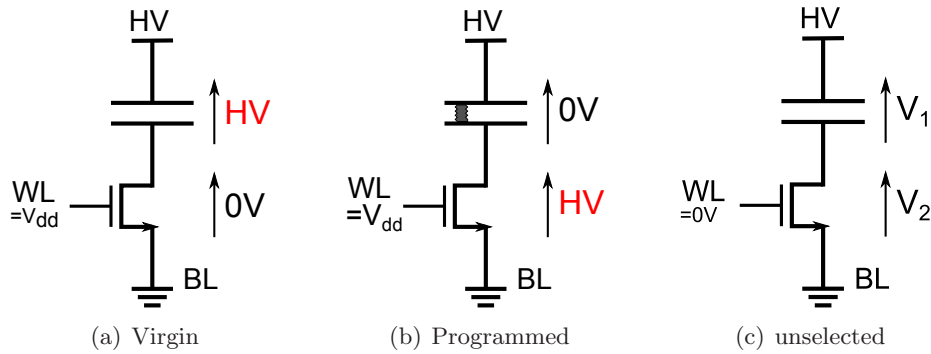 HV
HV
WL
=Vdd
0V
BL
(a) Virgin
HV
0V
WL
=Vdd
HV
BL
(b) Programmed
HV
V1
WL
=0V
V2
BL
(c) unselected